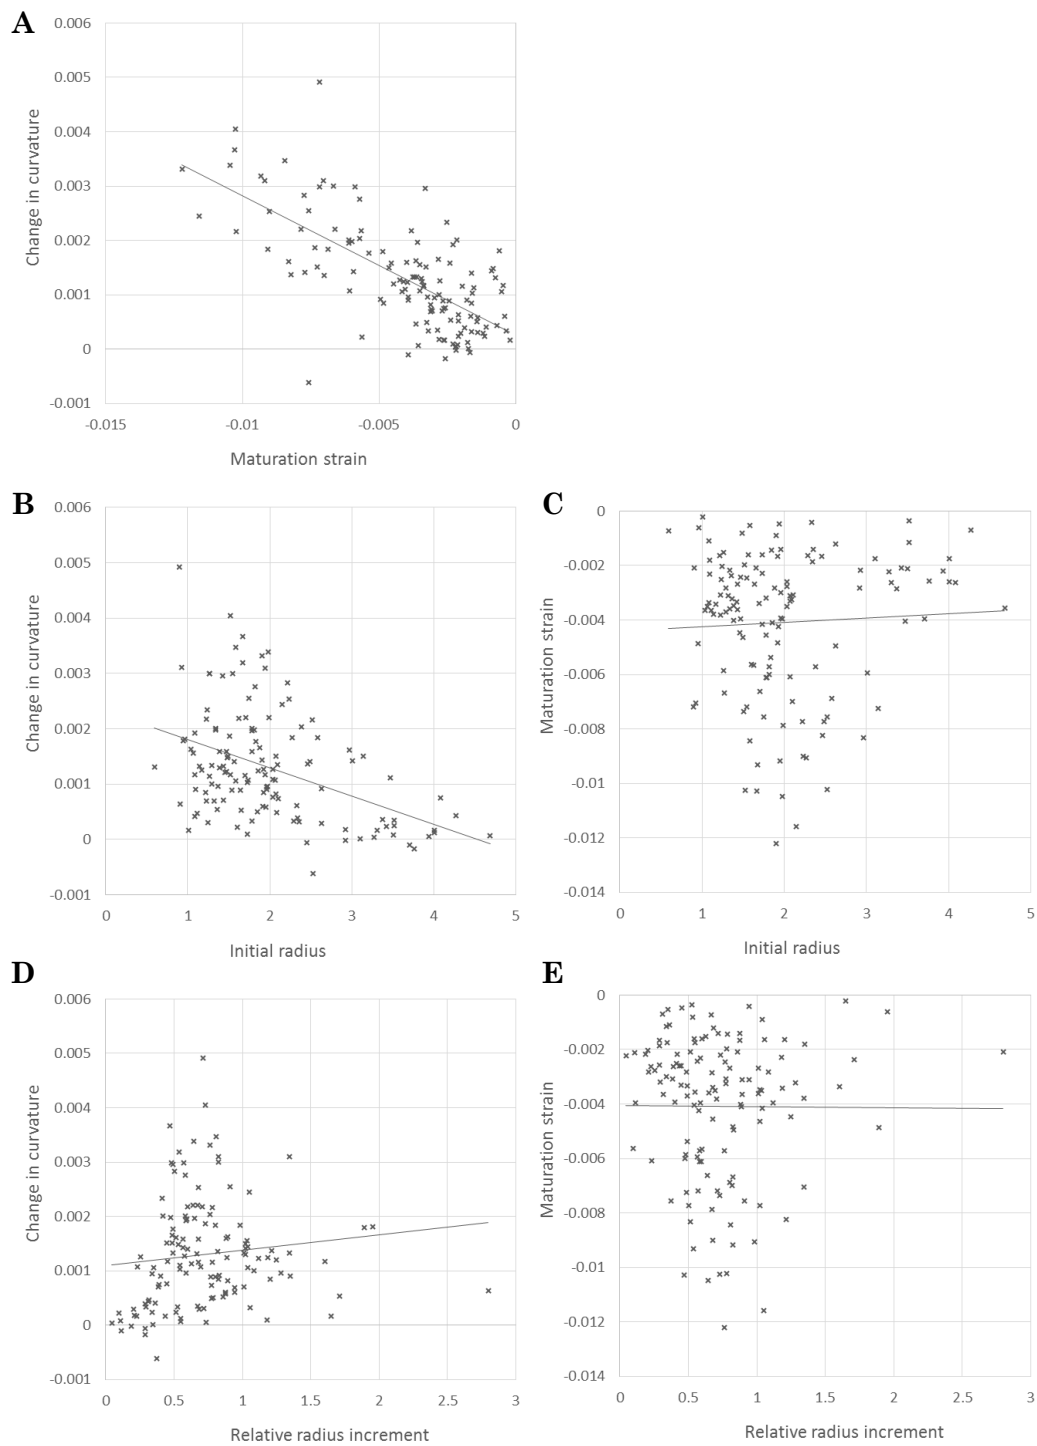 A
0.006
0.005
0.004
0.003
0.002
0.001
0
-0.001
Change in curvature
-0.015 -0.01 -0.005 0
Maturation strain
B
0.006
0.005
0.004
0.003
0.002
0.001
0
-0.001
Change in curvature
0 1 2 3 4 5
Initial radius
C
0
-0.002
-0.004
-0.006
-0.008
-0.01
-0.012
-0.014
Maturation strain
0 1 2 3 4 5
Initial radius
D
0.006
0.005
0.004
0.003
0.002
0.001
0
-0.001
Change in curvature
0 0.5 1 1.5 2 2.5 3
Relative radius increment
E
0
-0.002
-0.004
-0.006
-0.008
-0.01
-0.012
-0.014
Maturation strain
0 0.5 1 1.5 2 2.5 3
Relative radius increment